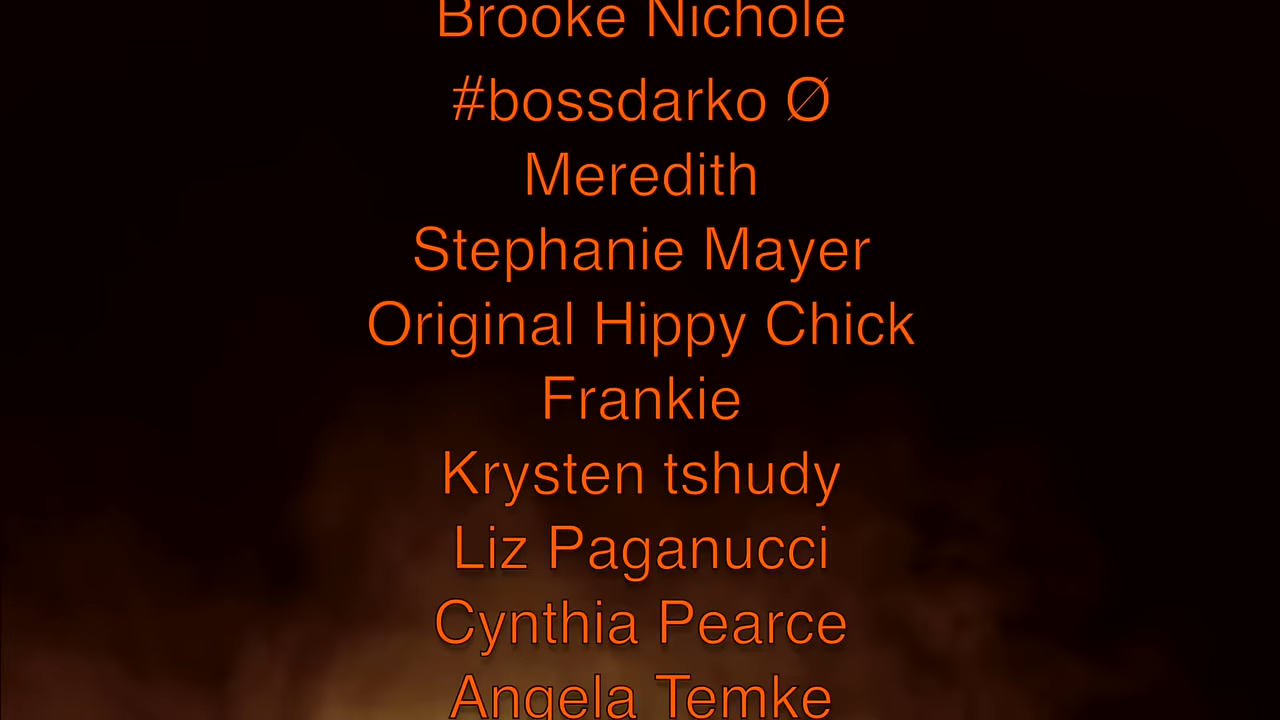 Brooke Nichole
#bossdarko Ø
Meredith
Stephanie Mayer
Original Hippy Chick
Frankie
Krysten tshudy
Liz Paganucci
Cynthia Pearce
Angela Temke